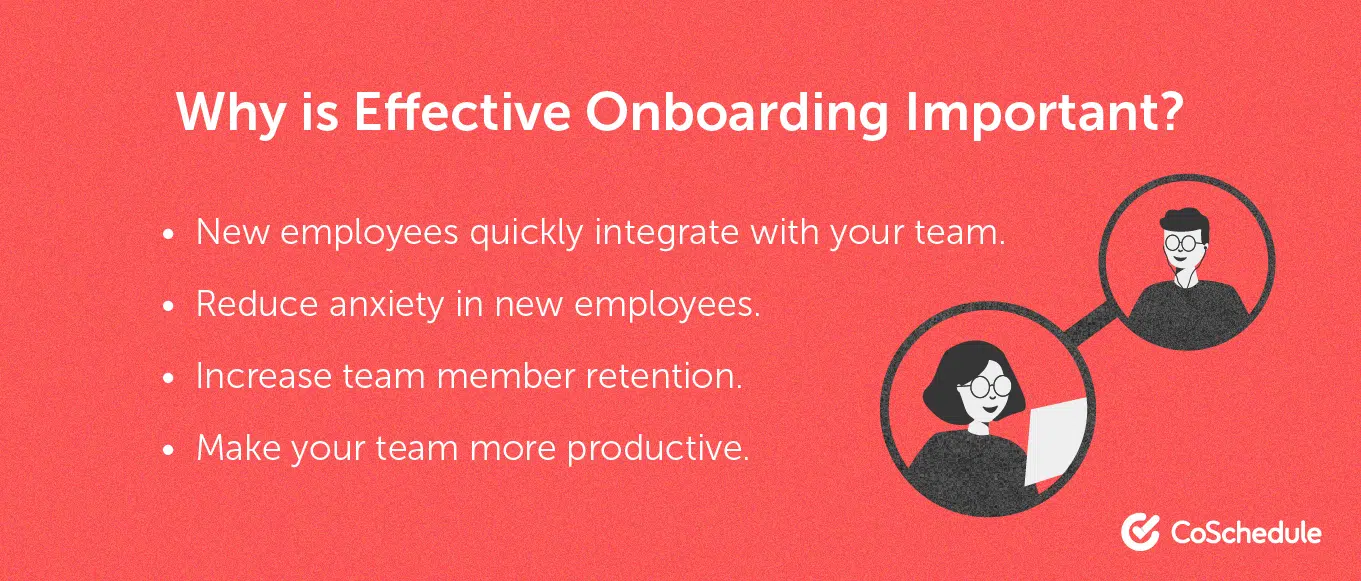 Why is Effective Onboarding Important?
• New employees quickly integrate with your team.
• Reduce anxiety in new employees.
• Increase team member retention.
• Make your team more productive.
CoSchedule